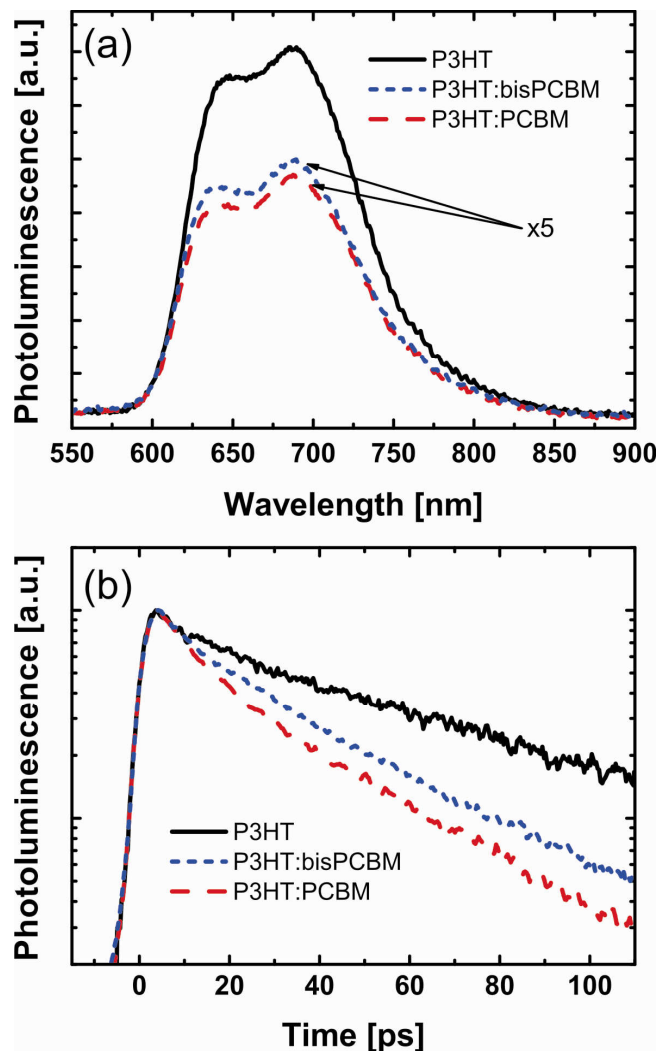 (a)
P3HT
P3HT:bisPCBM
P3HT:PCBM
x5
Photoluminescence [a.u.]
550 600 650 700 750 800 850 900
Wavelength [nm]
(b)
P3HT
P3HT:bisPCBM
P3HT:PCBM
Photoluminescence [a.u.]
0 20 40 60 80 100
Time [ps]